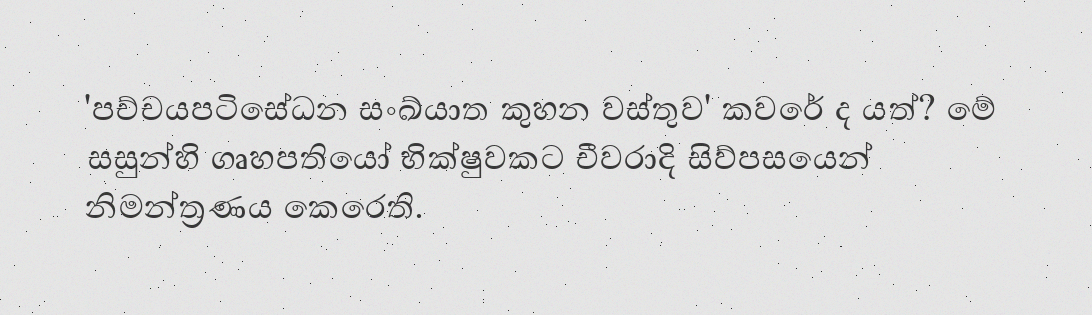 'පච්චයපටිසේධන සංඛ්යාත කුහන වස්තුව' කවරේ ද යත්? මේ
සසුන්හි ගෘහපතියෝ භික්ෂුවකට චීවරාදි සිව්පසයෙන්
නිමන්ත්‍රණය කෙරෙති.